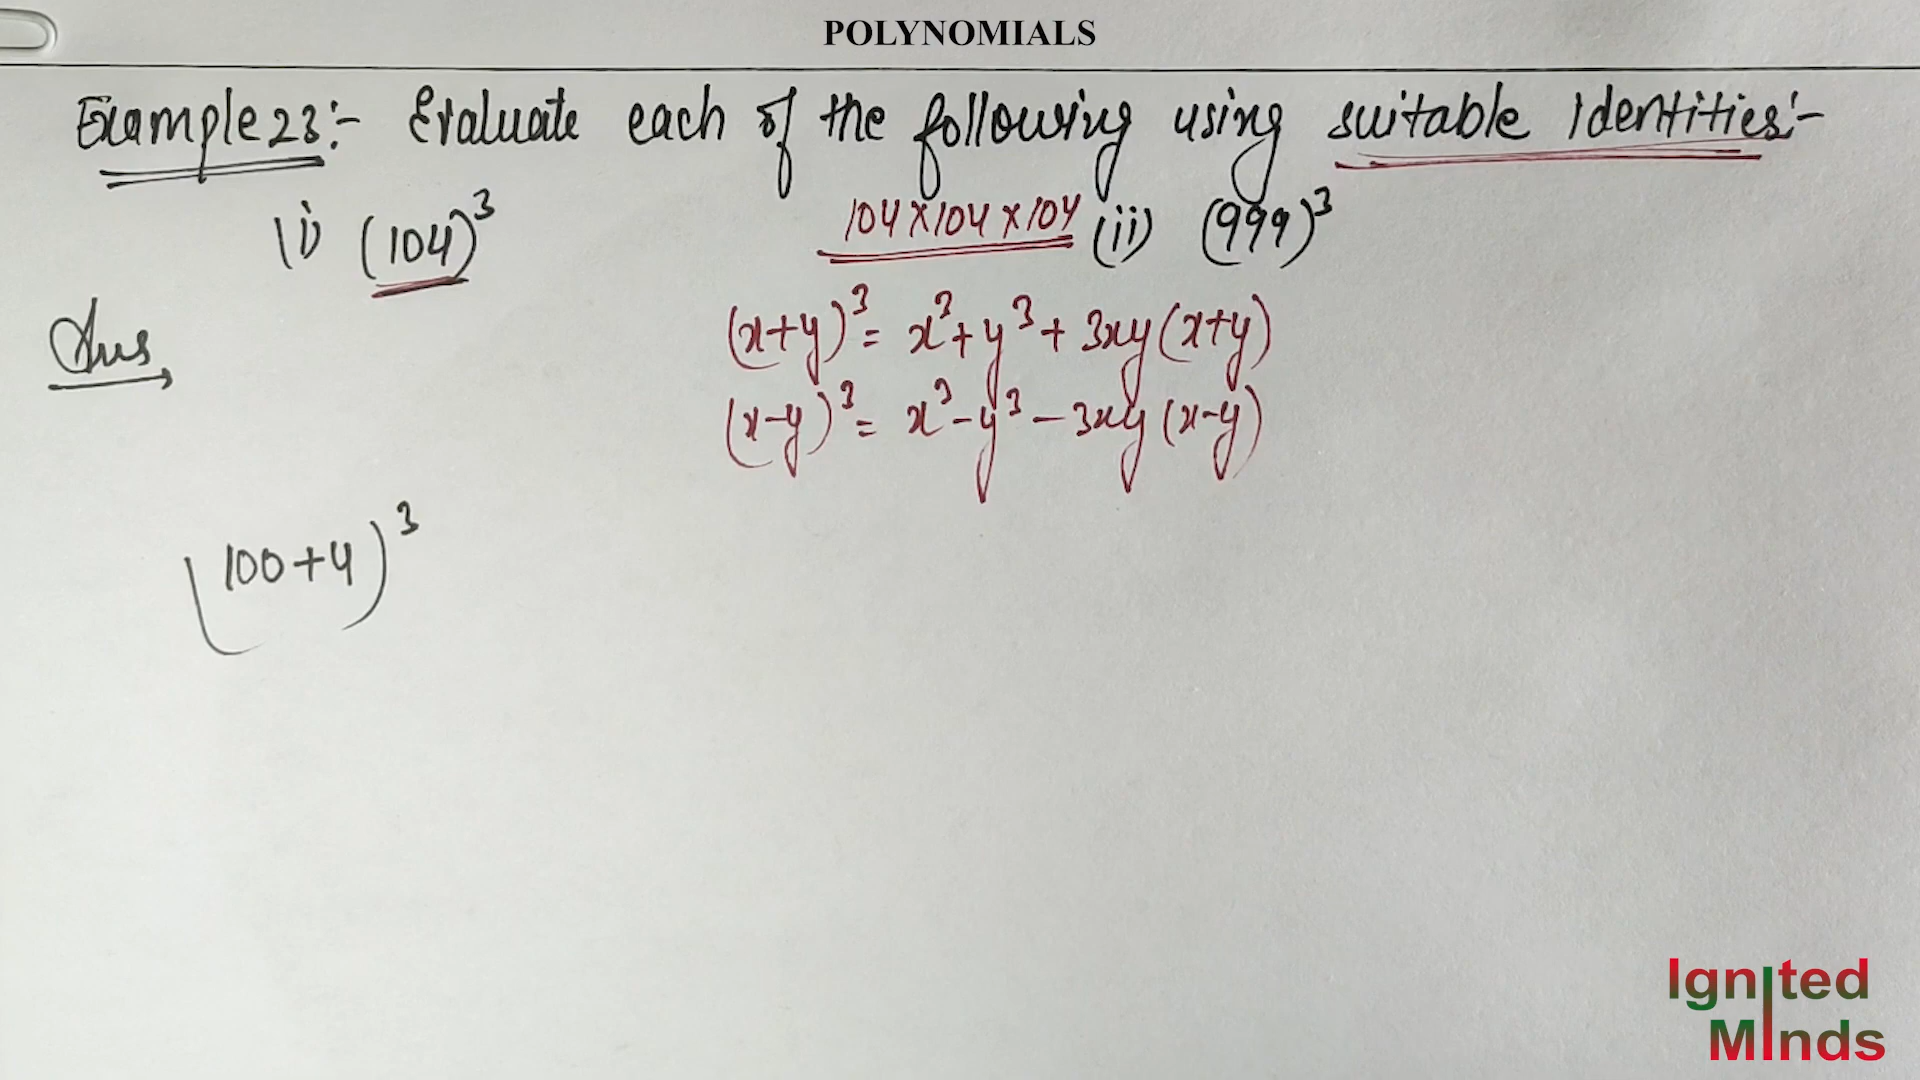 POLYNOMIALS
Example 23:- Evaluate each of the following using suitable Identities:-
(i) (104)³ 104×104×104 (ii) (999)³
Ans
(x+y)³ = x³+y³+3xy(x+y)
(x-y)³ = x³-y³-3xy(x-y)
(100+4)³
Ignited
Minds